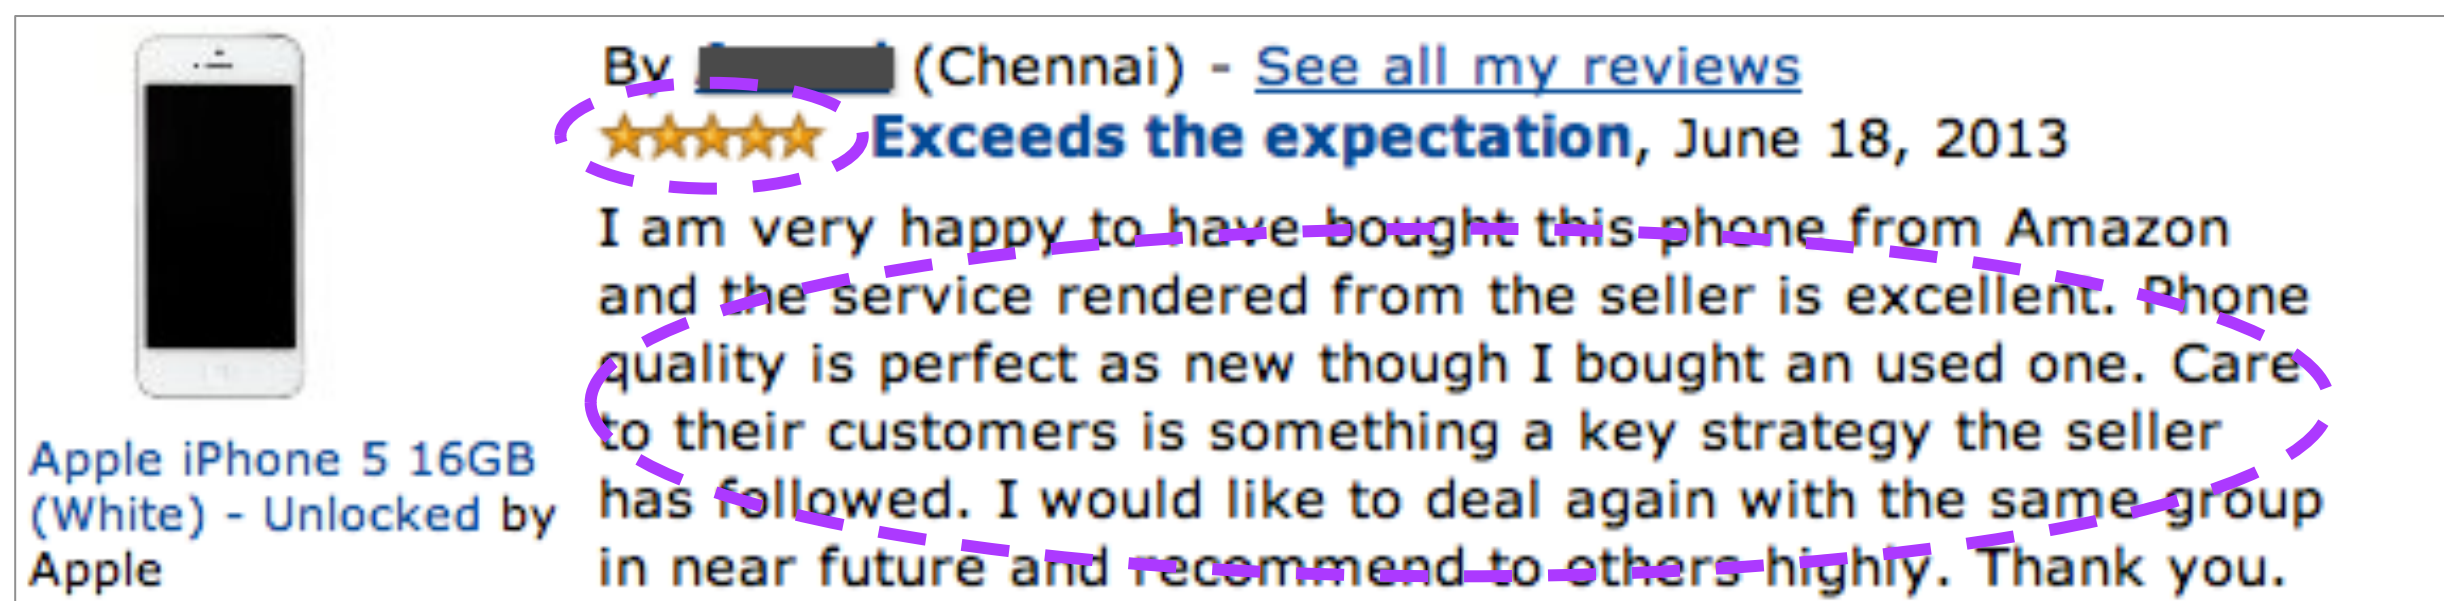 By (Chennai) - See all my reviews
Exceeds the expectation, June 18, 2013
I am very happy to have bought this phone from Amazon
and the service rendered from the seller is excellent. Phone
quality is perfect as new though I bought an used one. Care
to their customers is something a key strategy the seller
has followed. I would like to deal again with the same group
in near future and recommend to others highly. Thank you.
Apple iPhone 5 16GB
(White) - Unlocked by
Apple